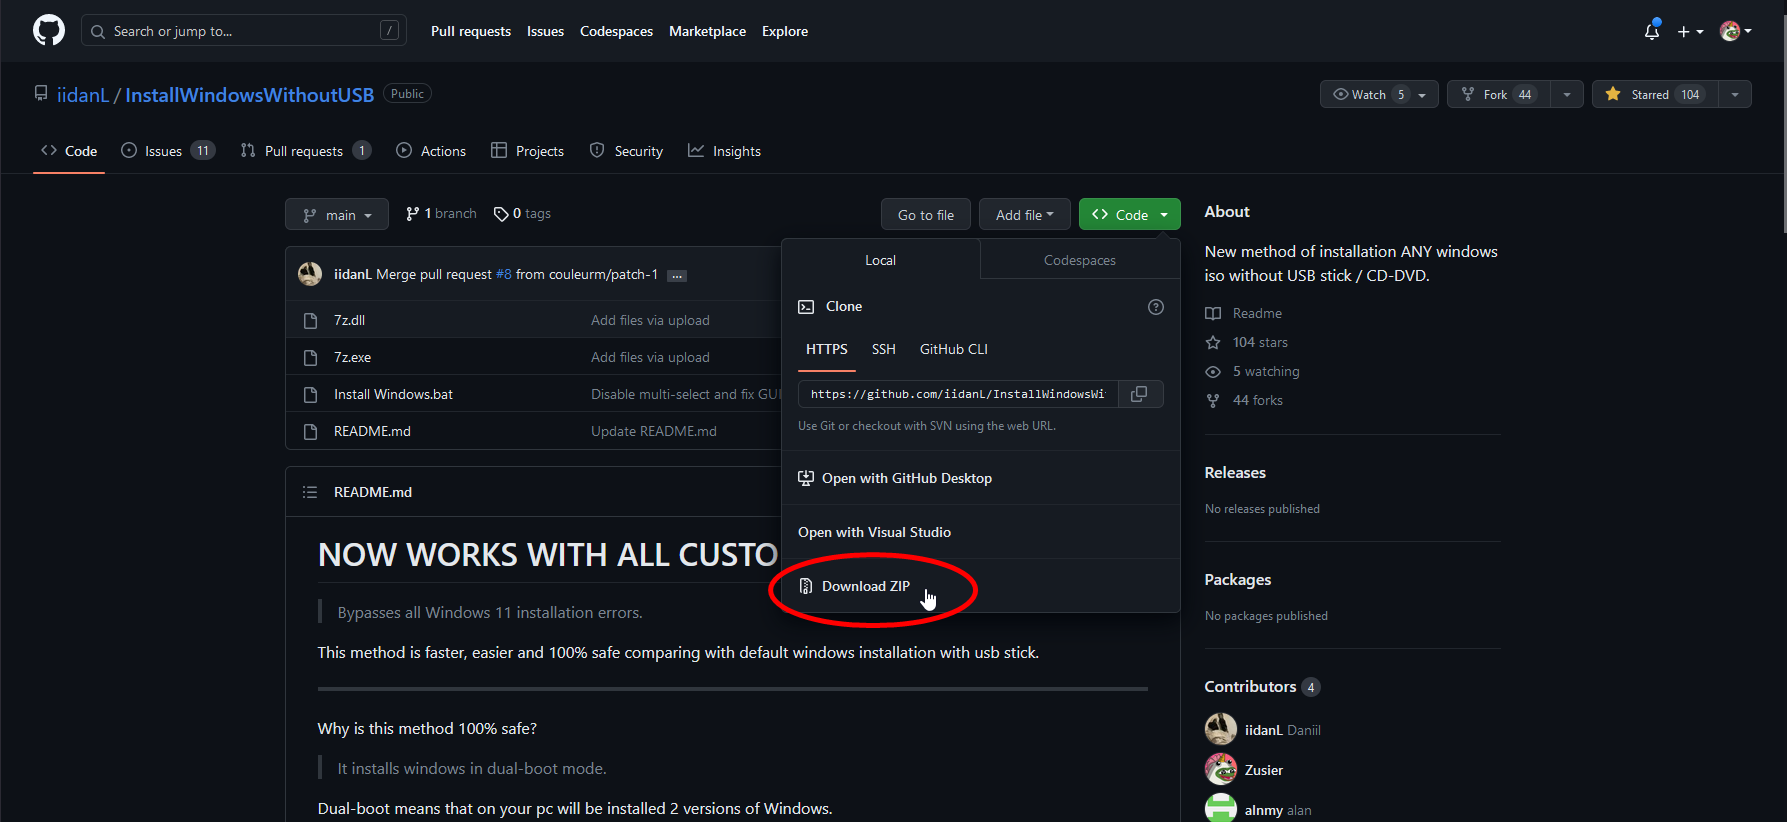 Search or jump to... /
Pull requests Issues Codespaces Marketplace Explore
iidanL / InstallWindowsWithoutUSB Public
Watch 5 Fork 44 Starred 104
Code Issues 11 Pull requests 1 Actions Projects Security Insights
main 1 branch 0 tags
Go to file Add file Code
iidanL Merge pull request #8 from couleurm/patch-1 ...
7z.dll Add files via upload
7z.exe Add files via upload
Install Windows.bat Disable multi-select and fix GUI
README.md Update README.md
Local Codespaces
Clone
HTTPS SSH GitHub CLI
https://github.com/iidanL/InstallWindowsWi
Use Git or checkout with SVN using the web URL.
Open with GitHub Desktop
Open with Visual Studio
Download ZIP
README.md
NOW WORKS WITH ALL CUSTO
Bypasses all Windows 11 installation errors.
This method is faster, easier and 100% safe comparing with default windows installation with usb stick.
Why is this method 100% safe?
It installs windows in dual-boot mode.
Dual-boot means that on your pc will be installed 2 versions of Windows.
About
New method of installation ANY windows
iso without USB stick / CD-DVD.
Readme
104 stars
5 watching
44 forks
Releases
No releases published
Packages
No packages published
Contributors 4
iidanL Daniil
Zusier
alnmy alan